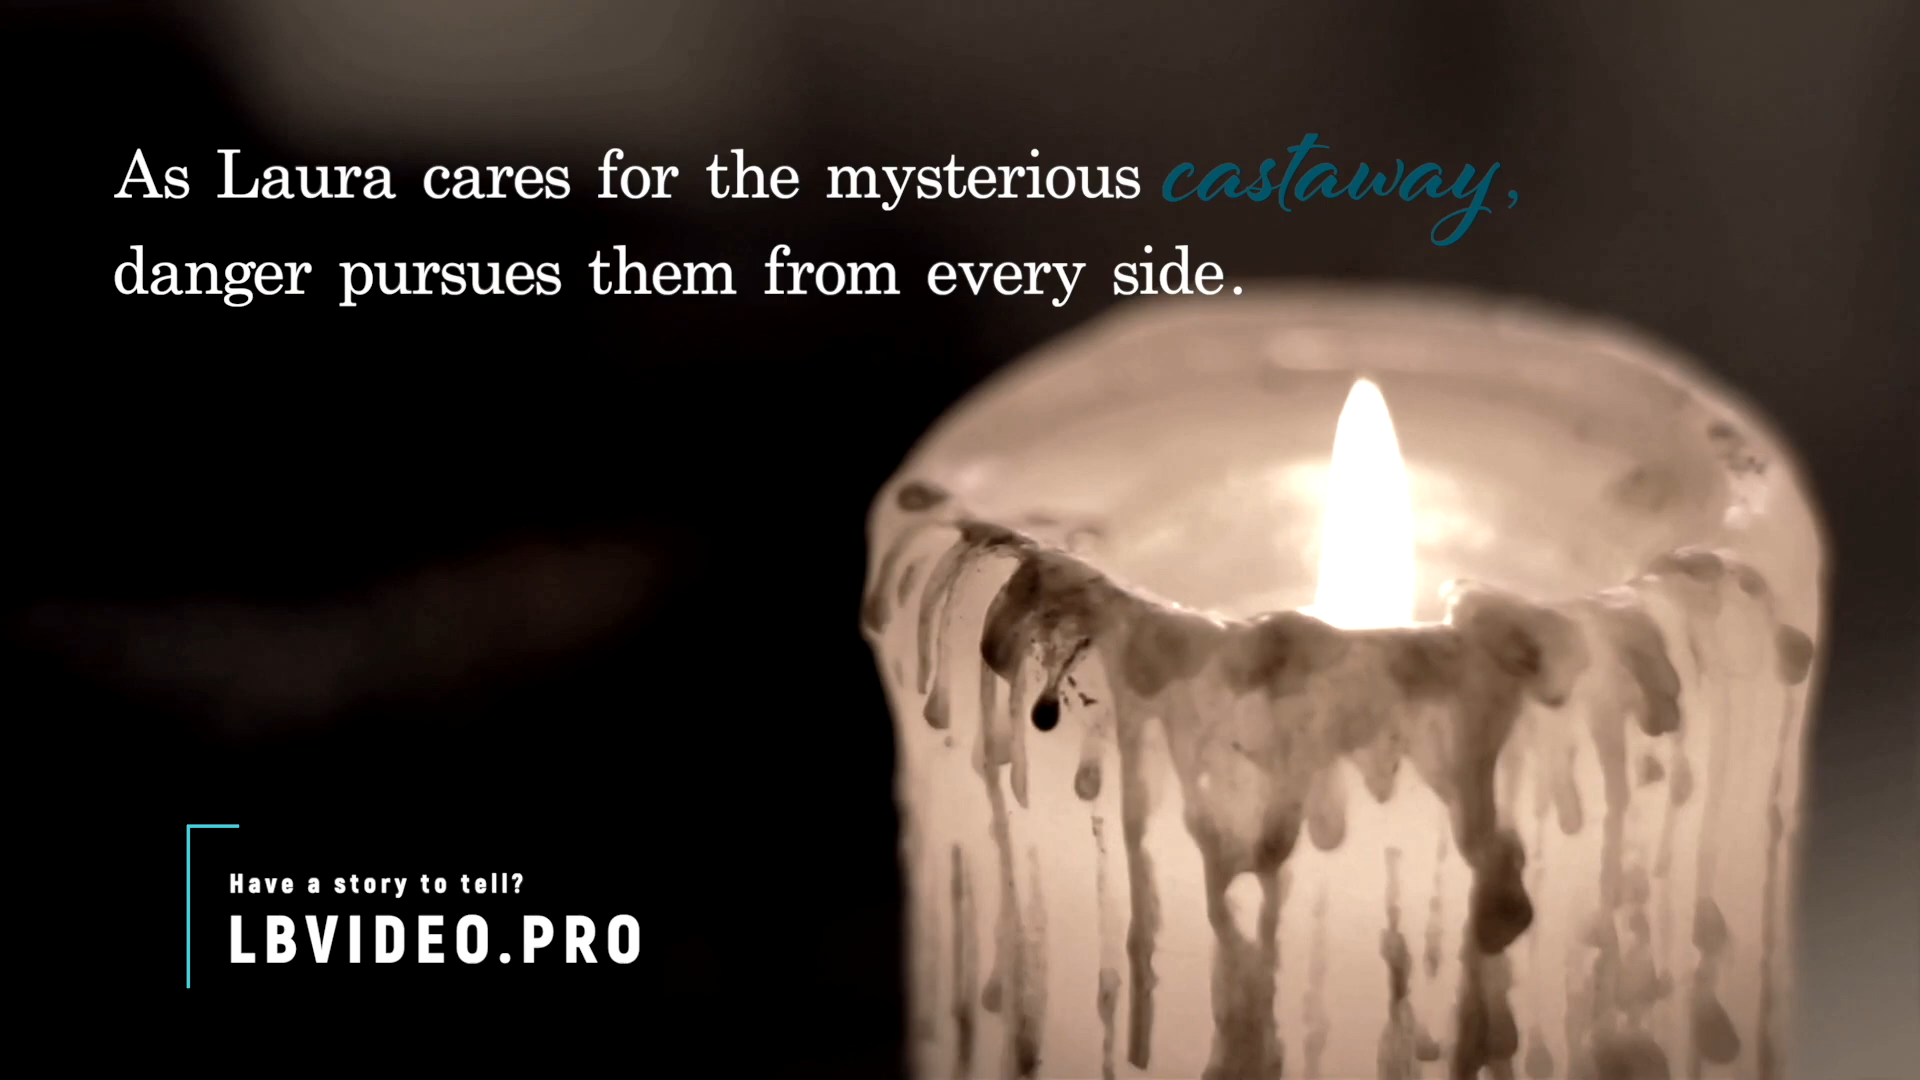 As Laura cares for the mysterious castaway,
danger pursues them from every side.
Have a story to tell?
LBVIDEO.PRO